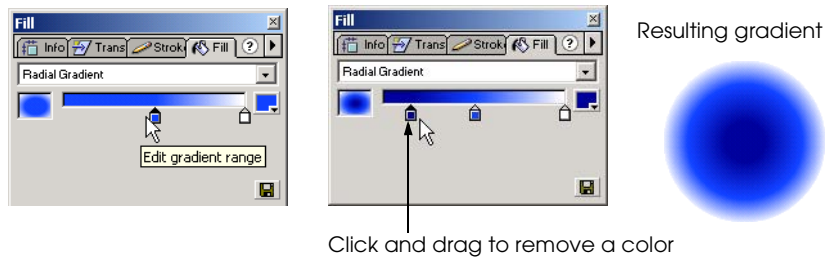 Fill
Info Trans Strok Fill ?
Radial Gradient
Edit gradient range
Fill
Info Trans Strok Fill ?
Radial Gradient
Resulting gradient
Click and drag to remove a color